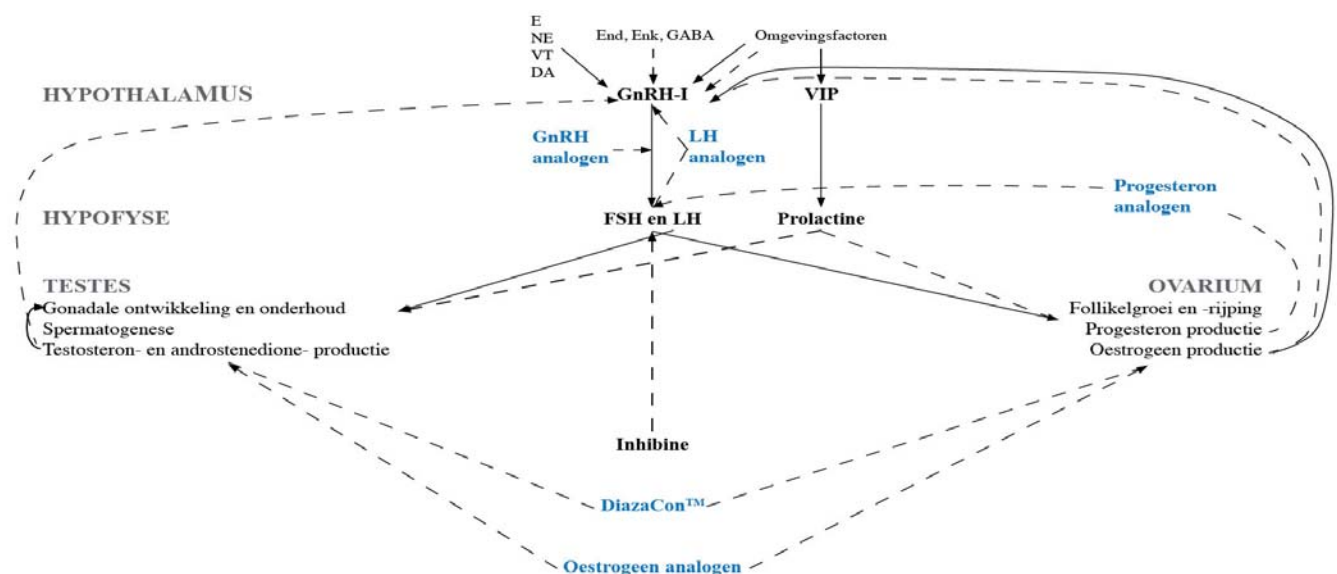 E
NE
VT
DA
End, Enk, GABA
Omgevingsfactoren
HYPOTHALAMUS
GnRH-I
VIP
GnRH
analogen
LH
analogen
Progesteron
analogen
HYPOFYSE
FSH en LH
Prolactine
TESTES
Gonadale ontwikkeling en onderhoud
Spermatogenese
Testosteron- en androstenedione- productie
OVARIUM
Follikelgroei en -rijping
Progesteron productie
Oestrogeen productie
Inhibine
DiazaCon™
Oestrogeen analogen